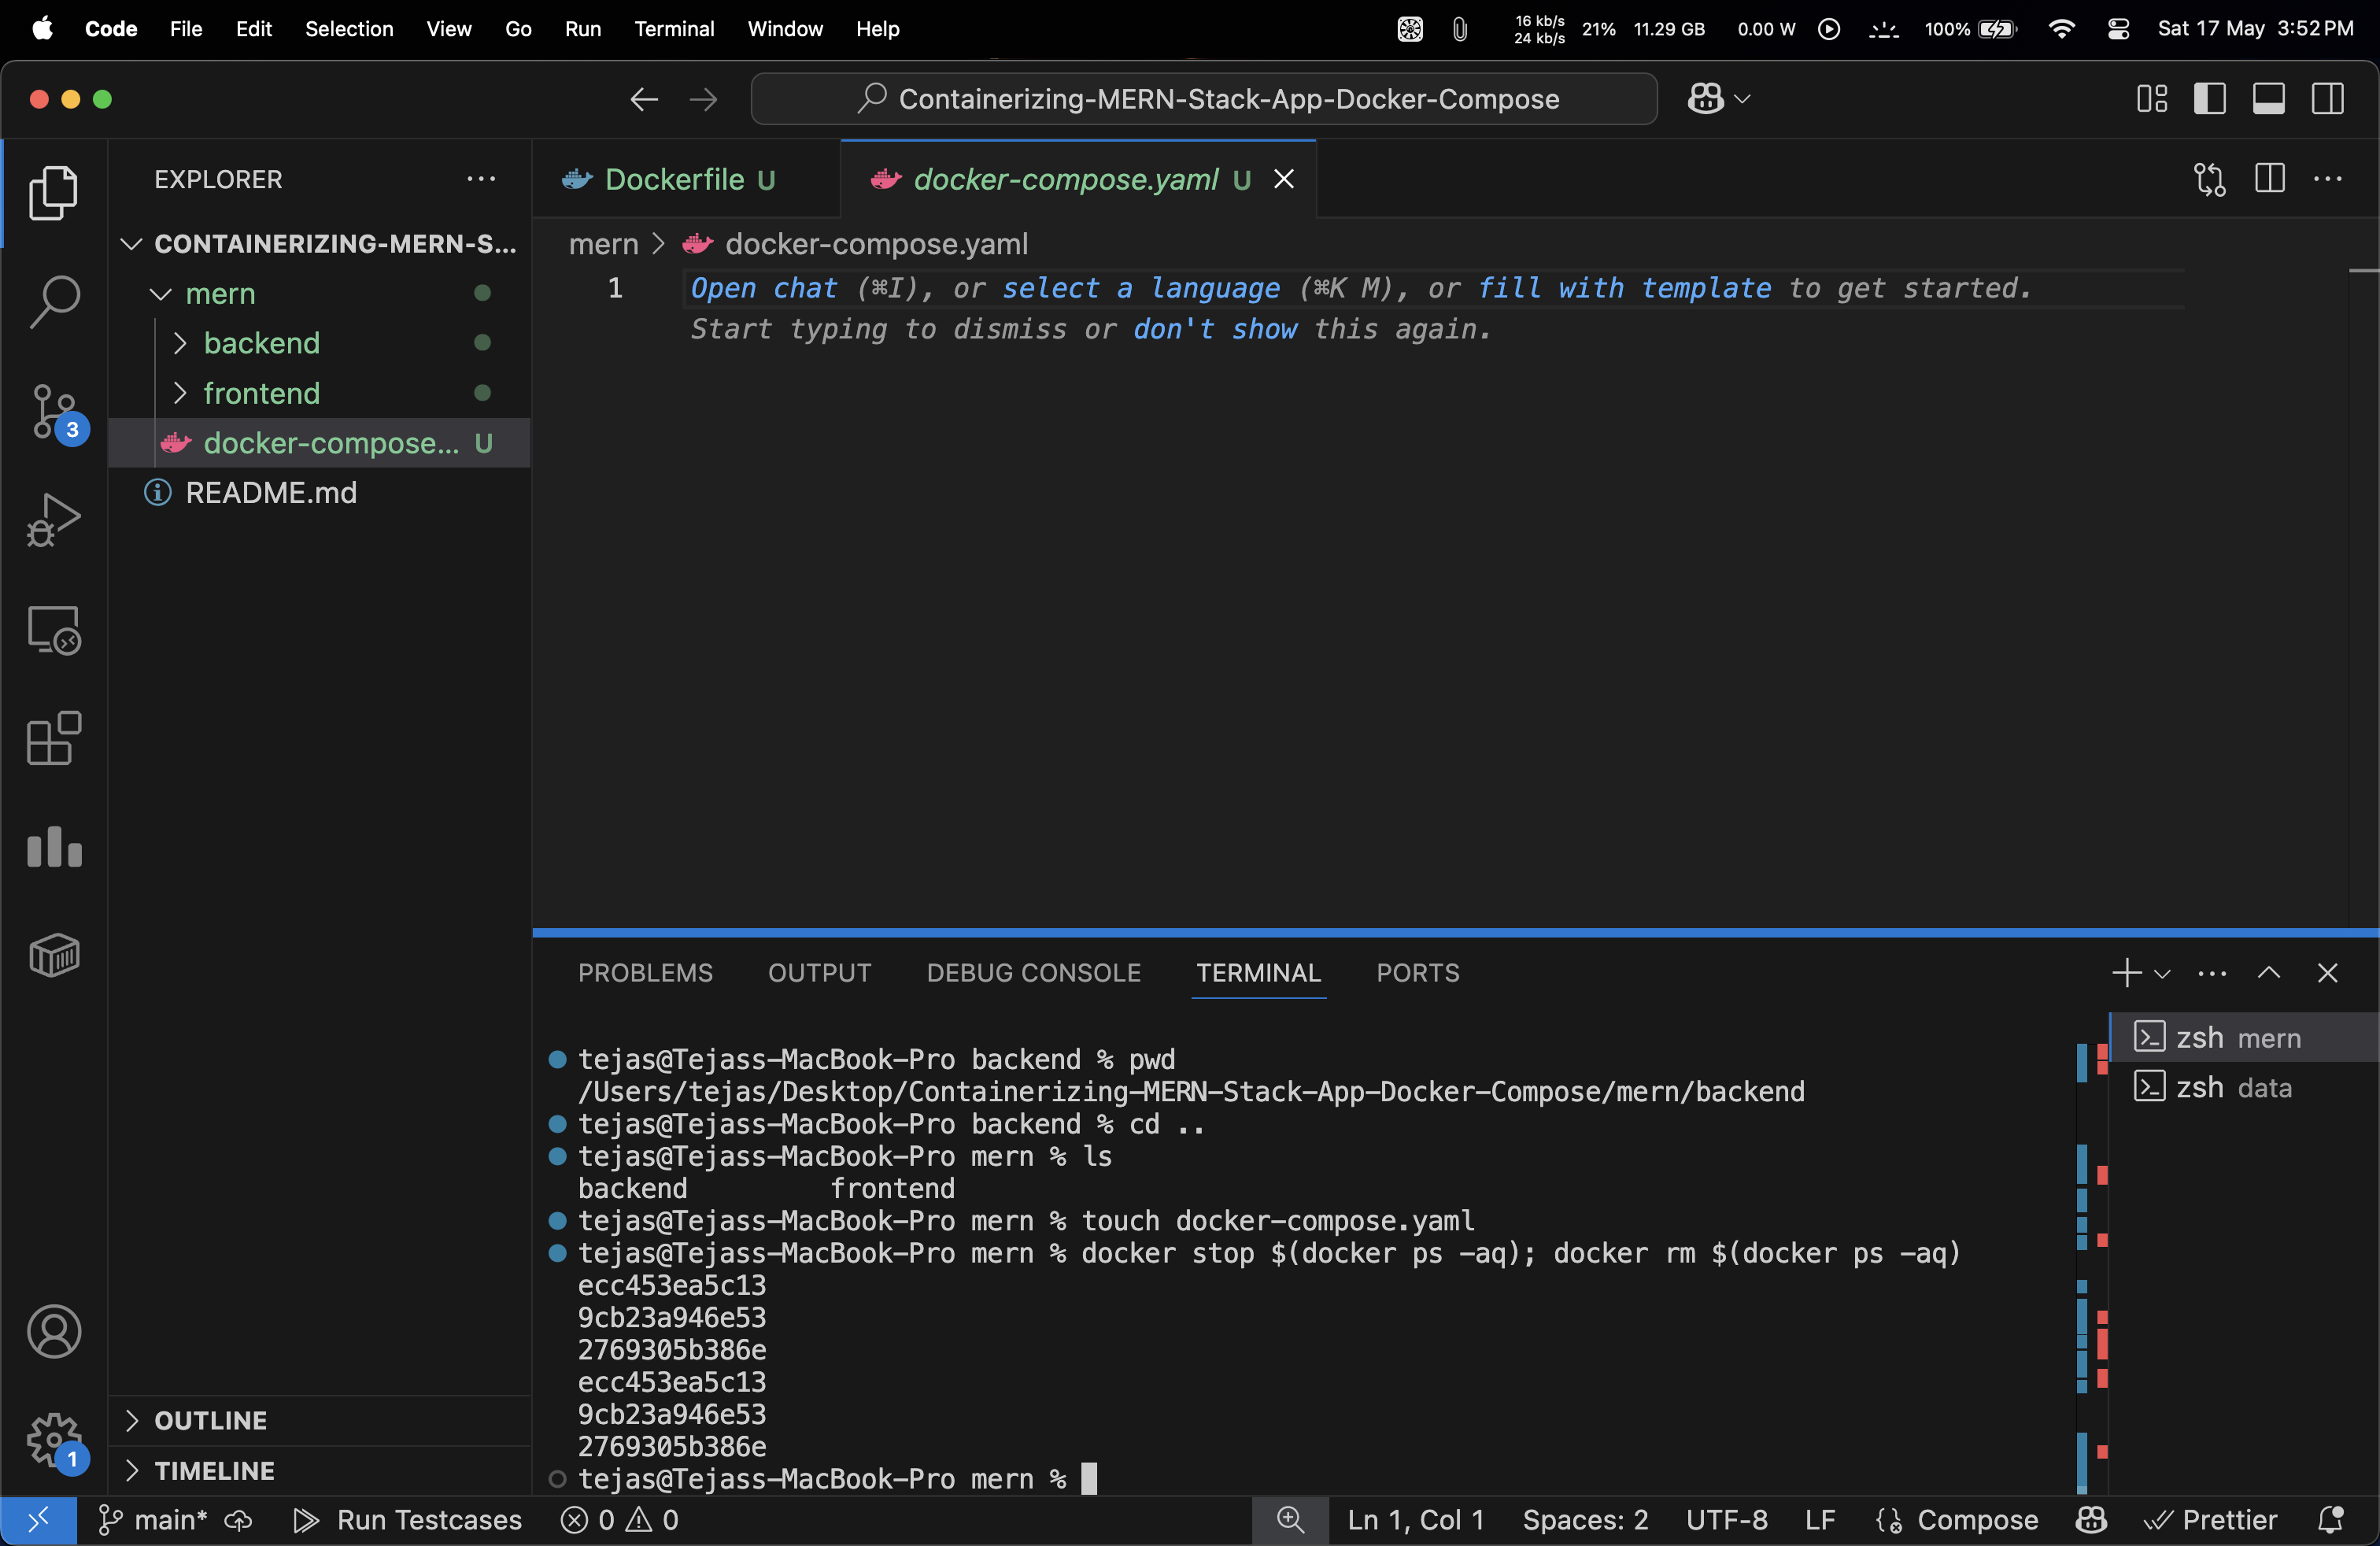 Code File Edit Selection View Go Run Terminal Window Help
16 kb/s
24 kb/s
21% 11.29 GB 0.00 W 100% Sat 17 May 3:52 PM
Containerizing-MERN-Stack-App-Docker-Compose
EXPLORER
Dockerfile U
docker-compose.yaml U
CONTAINERIZING-MERN-S...
mern
backend
frontend
docker-compose... U
README.md
mern > docker-compose.yaml
1
Open chat (⌘I), or select a language (⌘K M), or fill with template to get started.
Start typing to dismiss or don't show this again.
3
PROBLEMS OUTPUT DEBUG CONSOLE TERMINAL PORTS
tejas@Tejass-MacBook-Pro backend % pwd
/Users/tejas/Desktop/Containerizing-MERN-Stack-App-Docker-Compose/mern/backend
tejas@Tejass-MacBook-Pro backend % cd ..
tejas@Tejass-MacBook-Pro mern % ls
backend frontend
tejas@Tejass-MacBook-Pro mern % touch docker-compose.yaml
tejas@Tejass-MacBook-Pro mern % docker stop $(docker ps -aq); docker rm $(docker ps -aq)
ecc453ea5c13
9cb23a946e53
2769305b386e
ecc453ea5c13
9cb23a946e53
2769305b386e
tejas@Tejass-MacBook-Pro mern %
zsh mern
zsh data
OUTLINE
TIMELINE
1
main* Run Testcases 0 0 Ln 1, Col 1 Spaces: 2 UTF-8 LF Compose Prettier